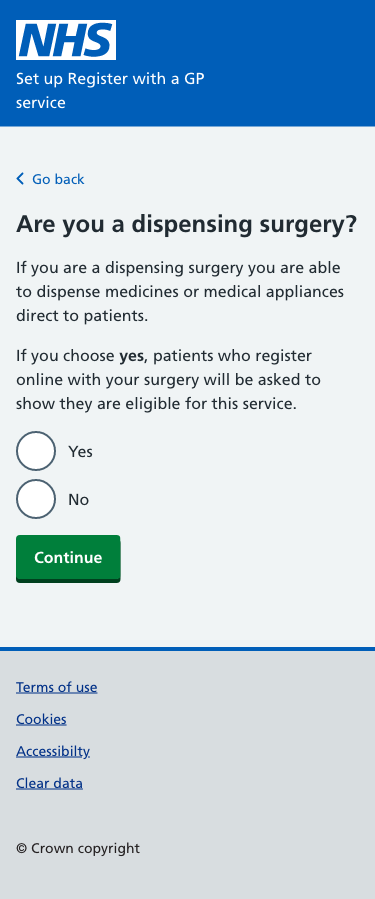 NHS
Set up Register with a GP
service
Go back
Are you a dispensing surgery?
If you are a dispensing surgery you are able
to dispense medicines or medical appliances
direct to patients.
If you choose yes, patients who register
online with your surgery will be asked to
show they are eligible for this service.
Yes
No
Continue
Terms of use
Cookies
Accessibilty
Clear data
© Crown copyright